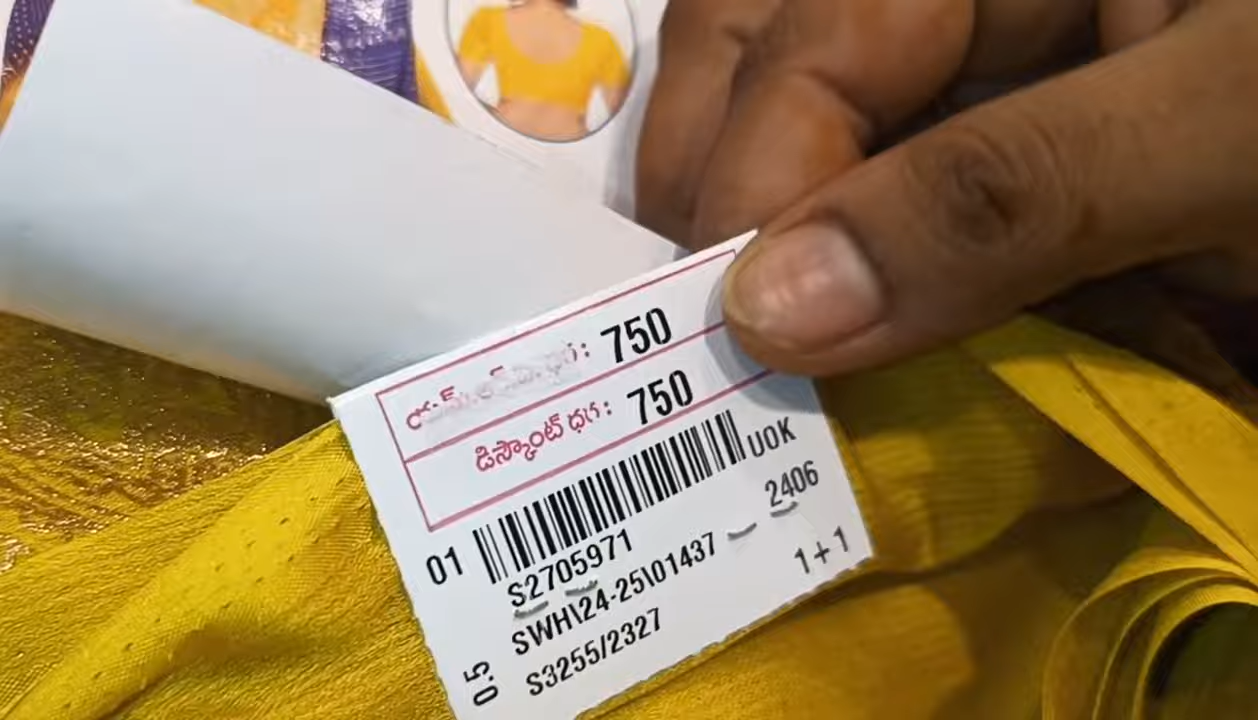 : 750
డిస్కౌంట్ ధర : 750
UOK
01
S2705971
2406
SWH\24-25\01437
1+1
S3255/2327
0.5